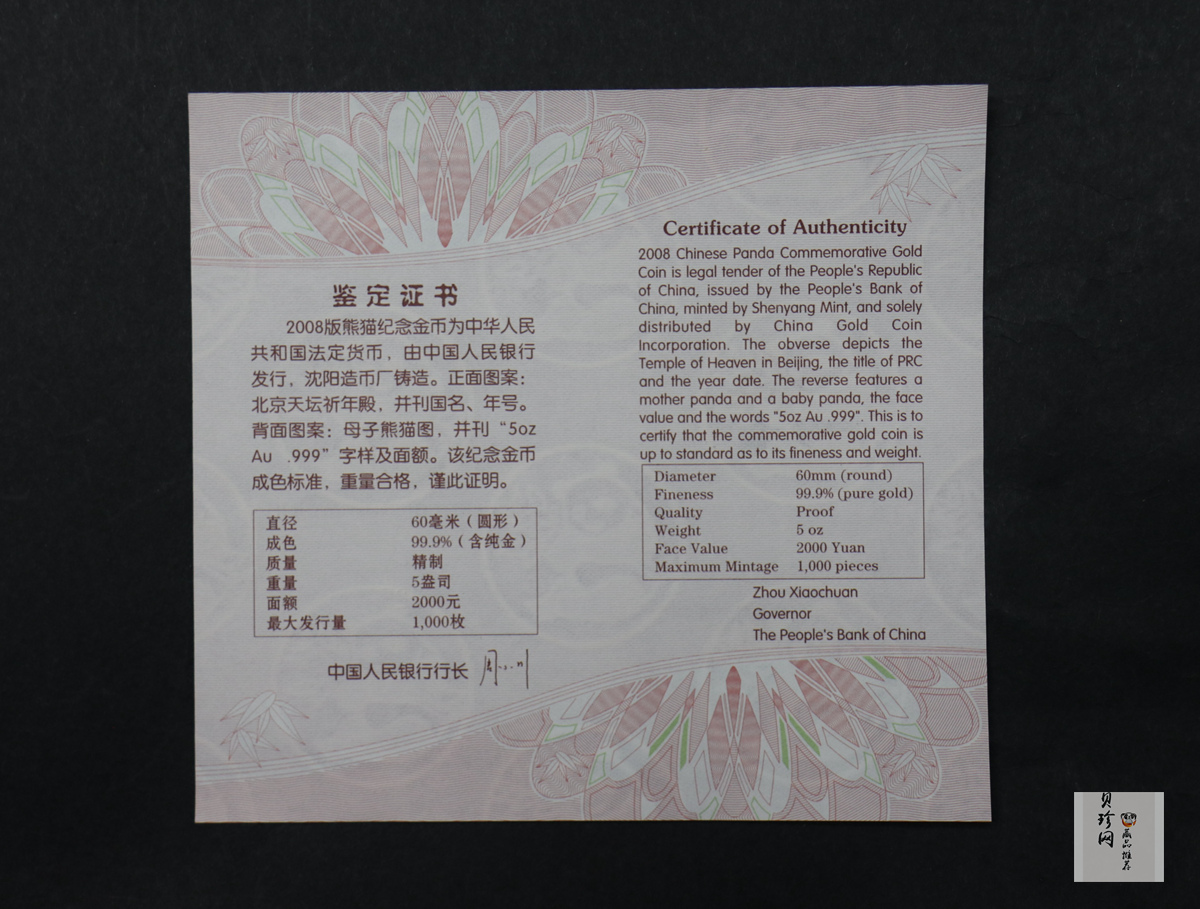 鉴定证书
2008版熊猫纪念金币为中华人民
共和国法定货币，由中国人民银行
发行，沈阳造币厂铸造。正面图案：
北京天坛祈年殿，并刊国名、年号。
背面图案：母子熊猫图，并刊“5oz
Au .999”字样及面额。该纪念金币
成色标准，重量合格，谨此证明。
直径 60毫米（圆形）
成色 99.9%（含纯金）
质量 精制
重量 5盎司
面额 2000元
最大发行量 1,000枚
中国人民银行行长
Certificate of Authenticity
2008 Chinese Panda Commemorative Gold
Coin is legal tender of the People's Republic
of China, issued by the People's Bank of
China, minted by Shenyang Mint, and solely
distributed by China Gold Coin
Incorporation. The obverse depicts the
Temple of Heaven in Beijing, the title of PRC
and the year date. The reverse features a
mother panda and a baby panda, the face
value and the words "5oz Au .999". This is to
certify that the commemorative gold coin is
up to standard as to its fineness and weight.
Diameter 60mm (round)
Fineness 99.9% (pure gold)
Quality Proof
Weight 5 oz
Face Value 2000 Yuan
Maximum Mintage 1,000 pieces
Zhou Xiaochuan
Governor
The People's Bank of China
贝珍网
藏品推荐